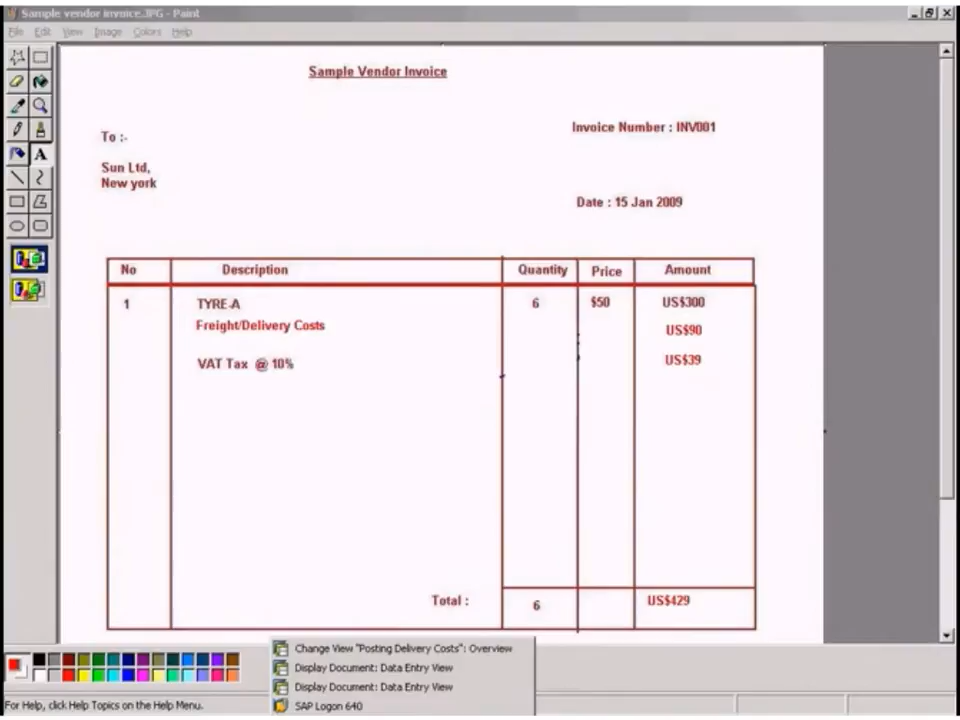 Sample vendor invoice.JPG - Paint
File Edit View Image Colors Help
Sample Vendor Invoice
Invoice Number : INV001
To :-
Sun Ltd,
New york
Date : 15 Jan 2009
No Description Quantity Price Amount
1 TYRE-A 6 $50 US$300
Freight/Delivery Costs US$90
VAT Tax @ 10% US$39
Total : 6 US$429
Change View "Posting Delivery Costs": Overview
Display Document: Data Entry View
Display Document: Data Entry View
SAP Logon 640
For Help, click Help Topics on the Help Menu.